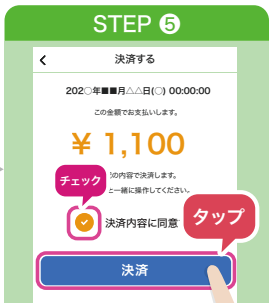 STEP ❺
決済する
202○年■■月△△日(○) 00:00:00
この金額でお支払いします。
¥ 1,100
の内容で決済します。
と一緒に操作してください。
チェック
決済内容に同意
タップ
決済